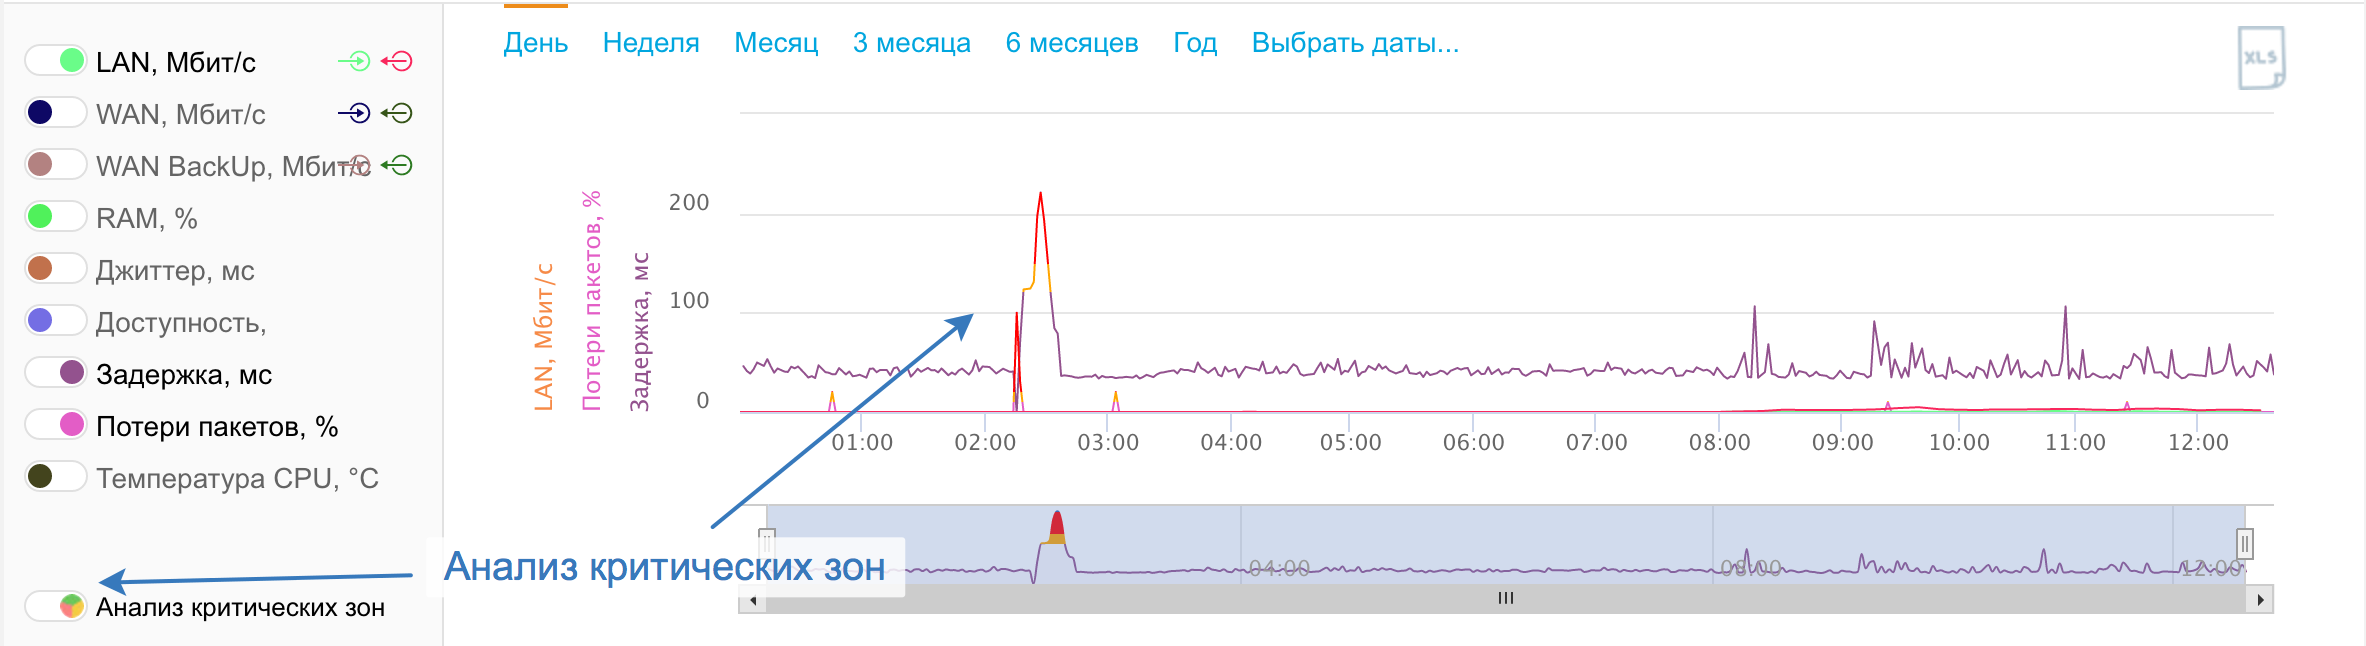 LAN, Мбит/с
WAN, Мбит/с
WAN BackUp, Мбит/с
RAM, %
Джиттер, мс
Доступность,
Задержка, мс
Потери пакетов, %
Температура CPU, °C
Анализ критических зон
День Неделя Месяц 3 месяца 6 месяцев Год Выбрать даты...
XLS
LAN, Мбит/с
Потери пакетов, %
Задержка, мс
200
100
0
01:00 02:00 03:00 04:00 05:00 06:00 07:00 08:00 09:00 10:00 11:00 12:00
Анализ критических зон
04:00 08:00 12:00